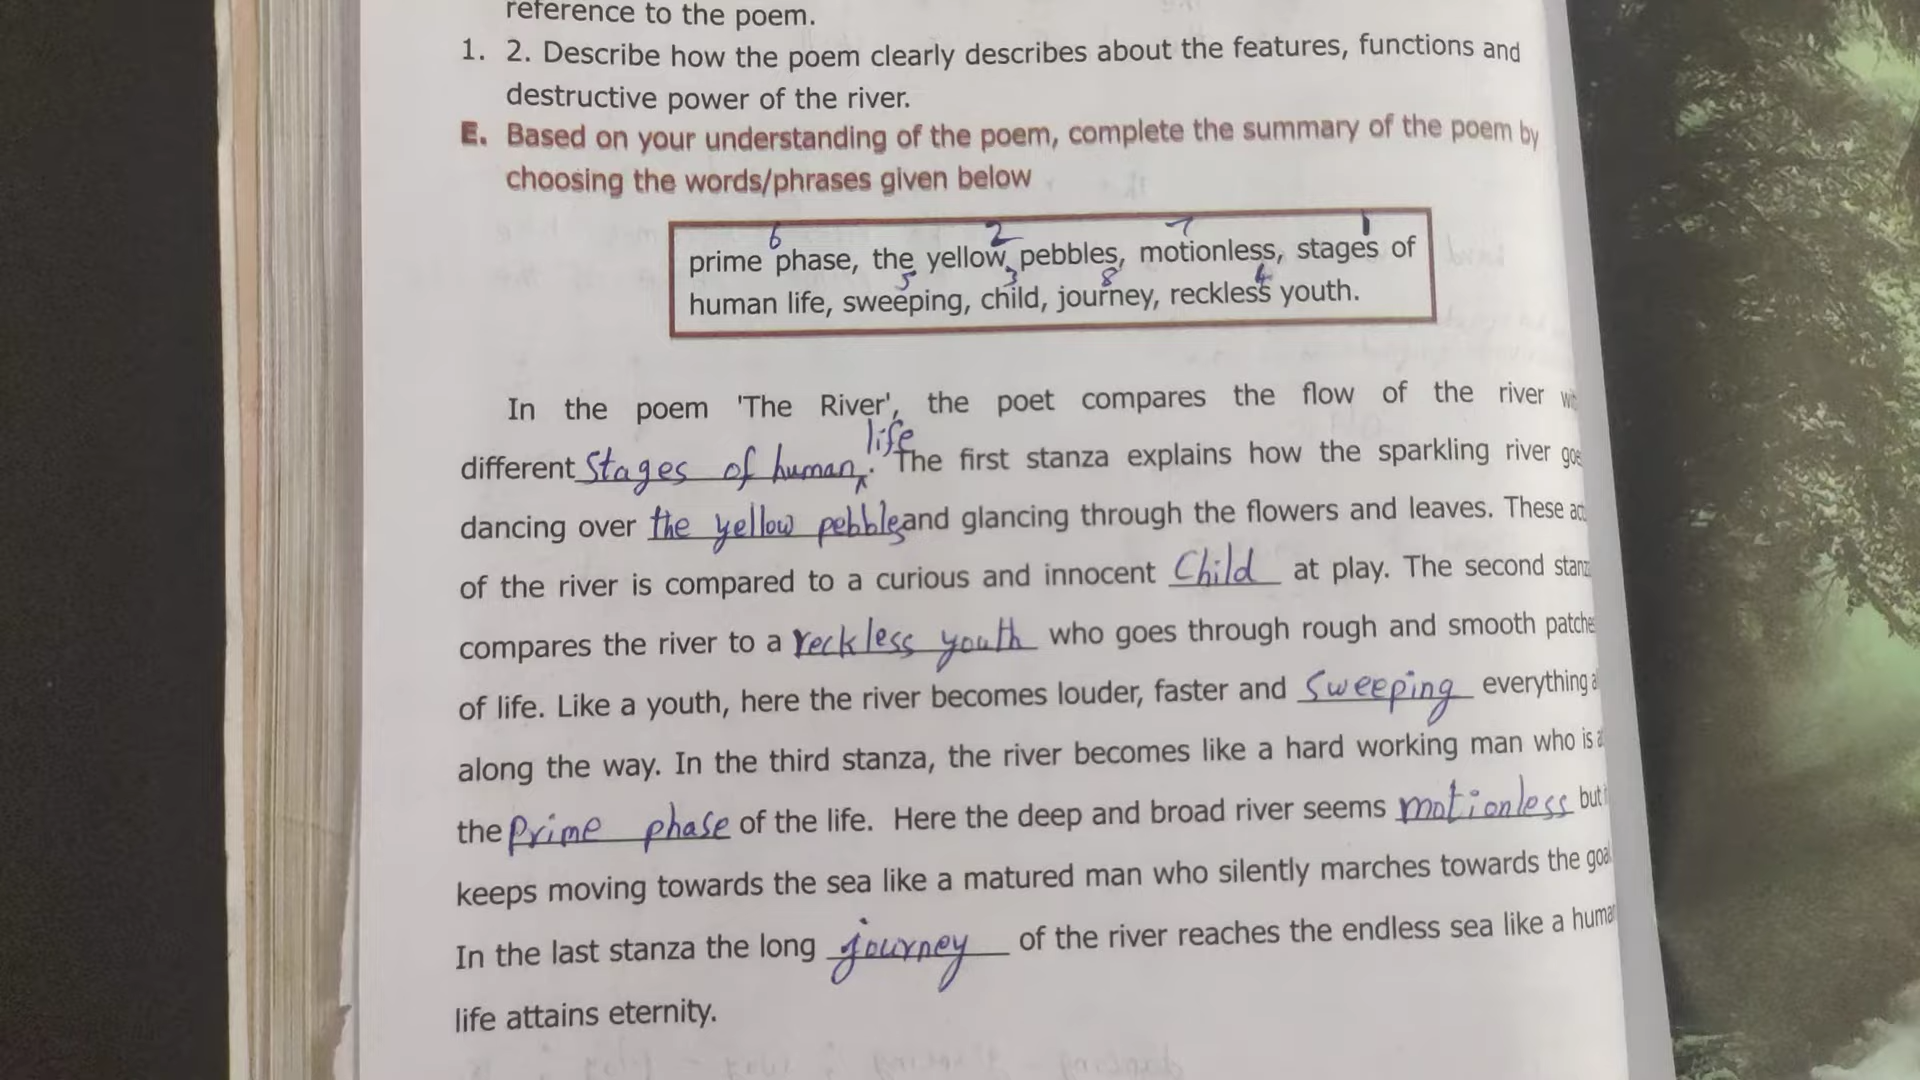 reference to the poem.
1. 2. Describe how the poem clearly describes about the features, functions and
destructive power of the river.
E. Based on your understanding of the poem, complete the summary of the poem by
choosing the words/phrases given below
6 2 7 1
prime phase, the yellow pebbles, motionless, stages of
5 3 8 4
human life, sweeping, child, journey, reckless youth.
In the poem 'The River', the poet compares the flow of the river
life
different Stages of human. The first stanza explains how the sparkling river
dancing over the yellow pebbles and glancing through the flowers and leaves. These
of the river is compared to a curious and innocent Child at play. The second
compares the river to a reckless youth who goes through rough and smooth
of life. Like a youth, here the river becomes louder, faster and Sweeping everything
along the way. In the third stanza, the river becomes like a hard working man who is
the Prime phase of the life. Here the deep and broad river seems motionless but
keeps moving towards the sea like a matured man who silently marches towards the
In the last stanza the long journey of the river reaches the endless sea like a
life attains eternity.